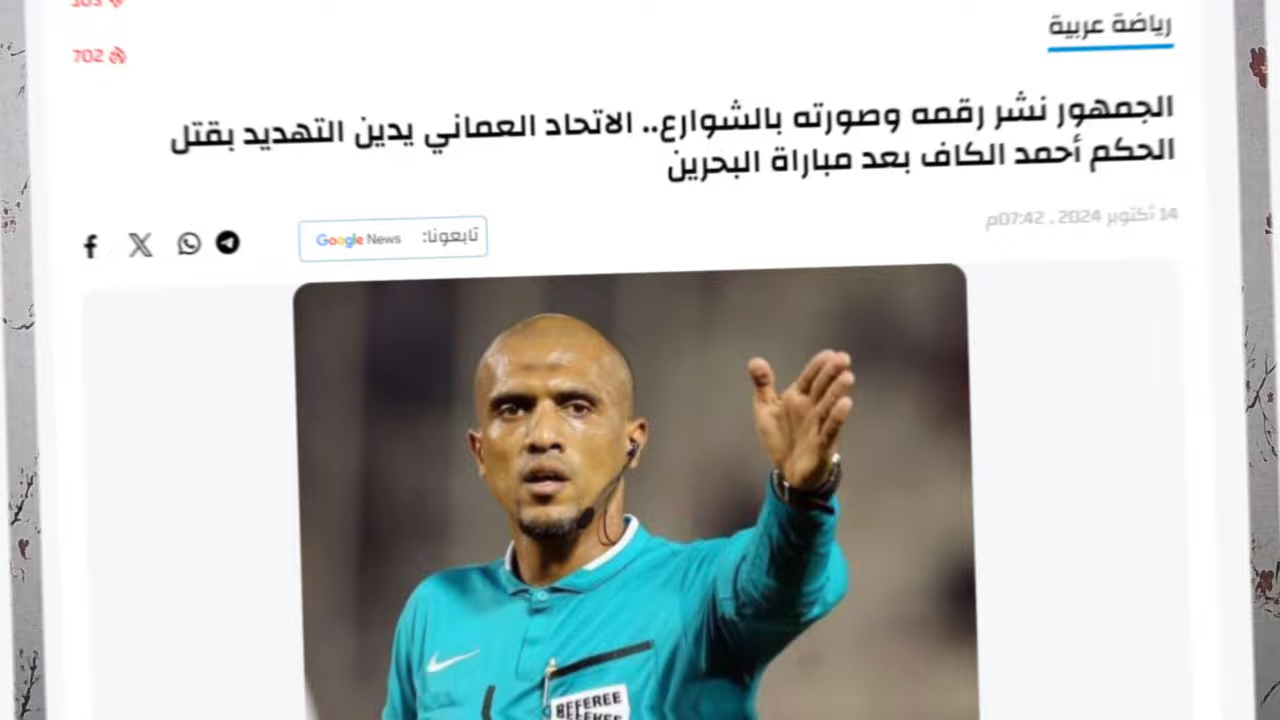 رياضة عربية
702
الجمهور نشر رقمه وصورته بالشوارع.. الاتحاد العماني يدين التهديد بقتل
الحكم أحمد الكاف بعد مباراة البحرين
14 أكتوبر 2024 , 07:42م
تابعونا: Google News
REFEREE
REFEREE